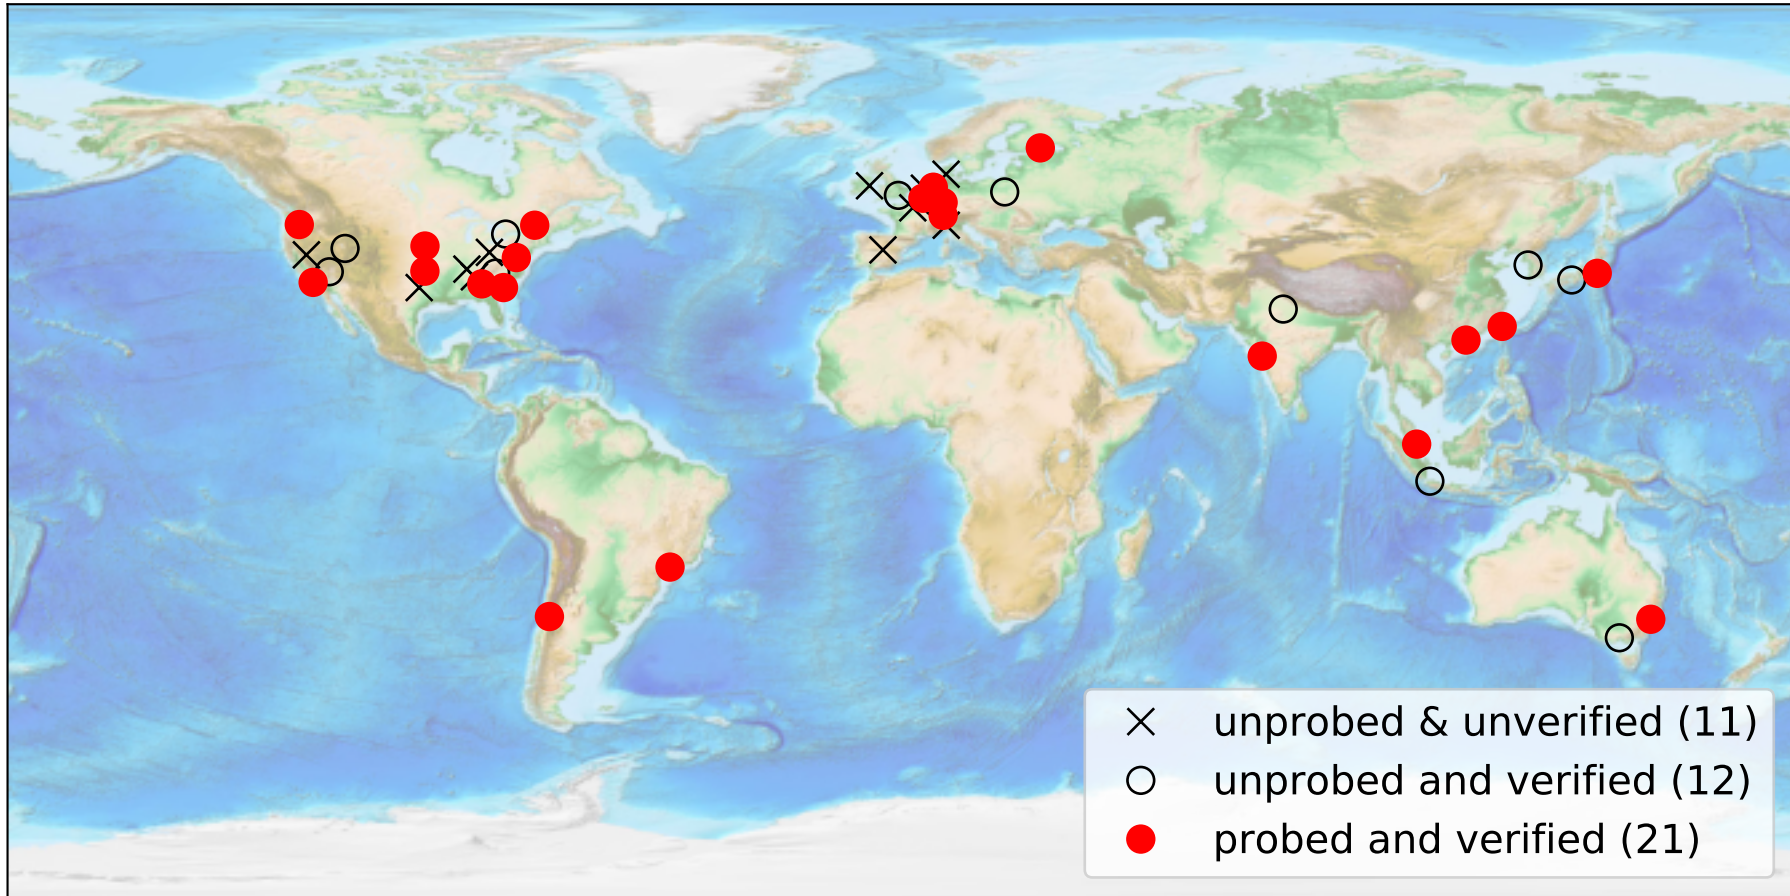 unprobed & unverified (11)
unprobed and verified (12)
probed and verified (21)